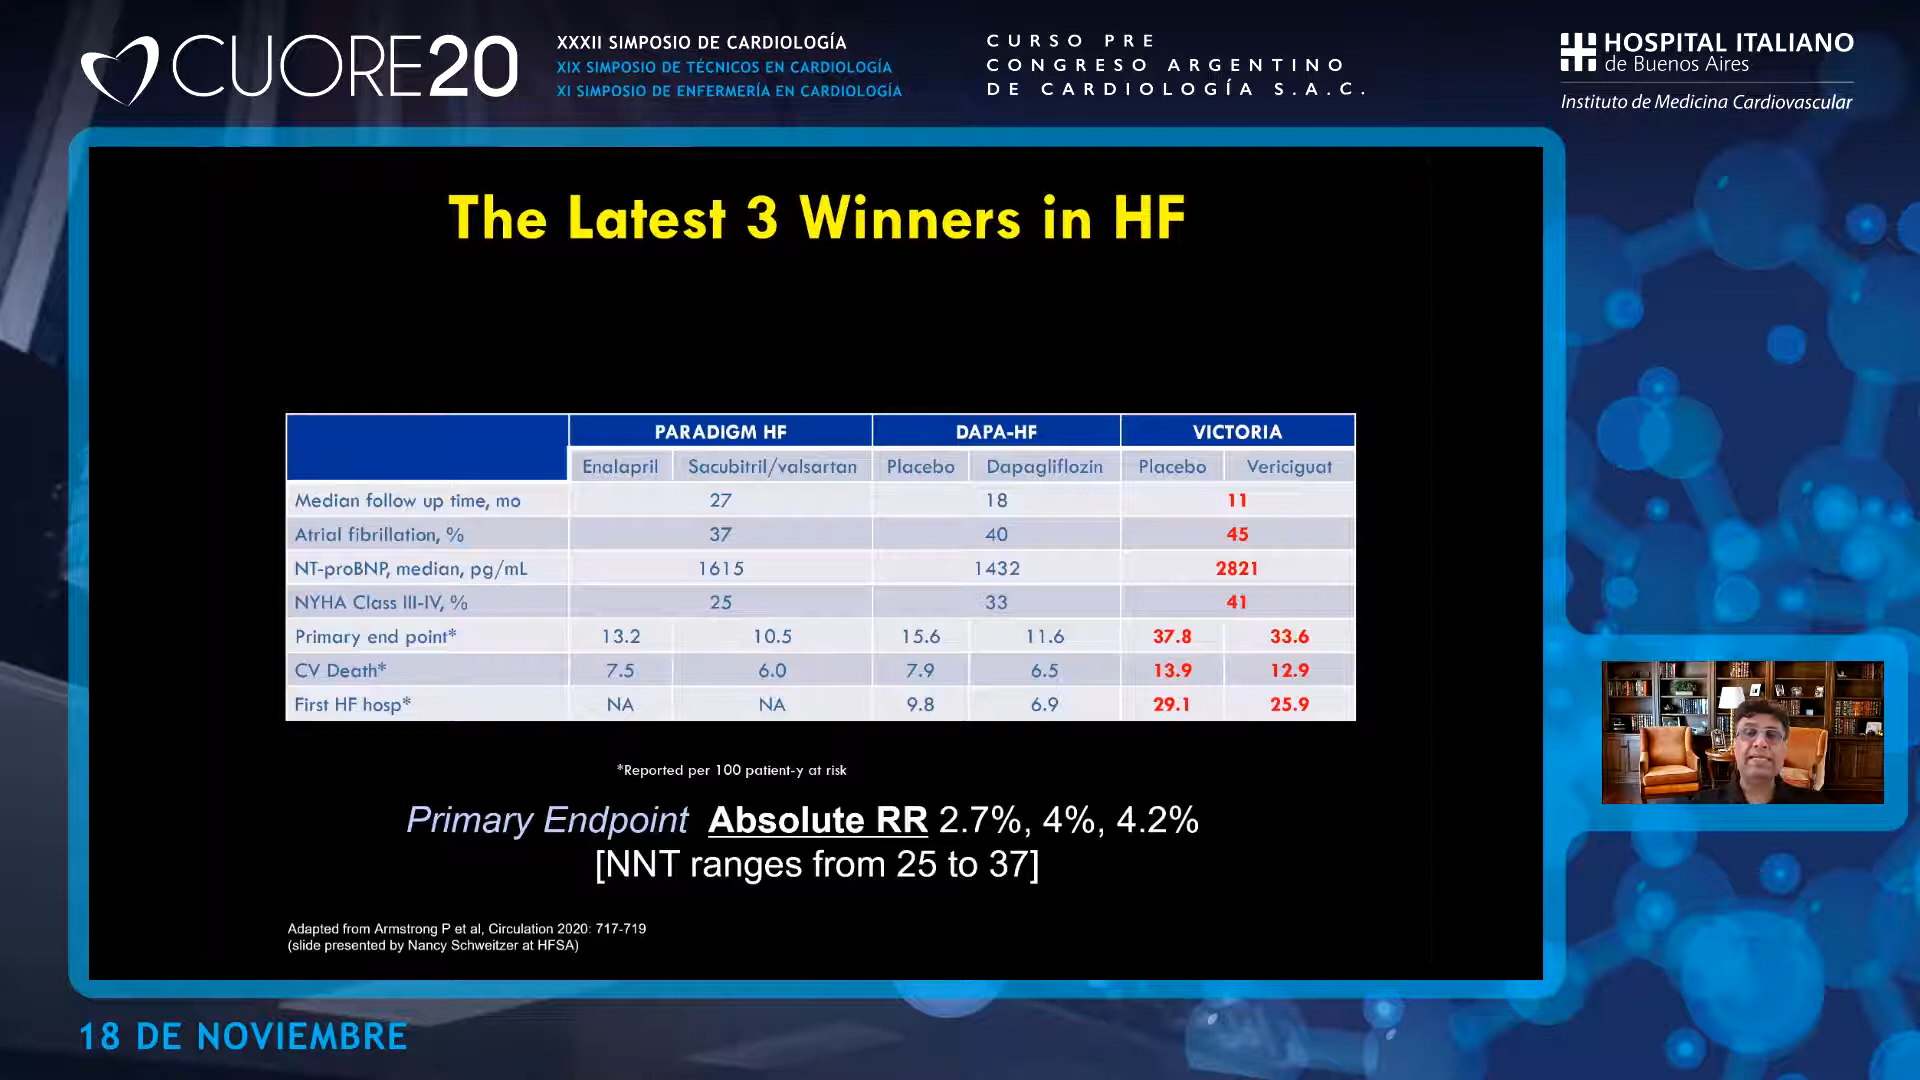 CUORE20
XXXII SIMPOSIO DE CARDIOLOGÍA
XIX SIMPOSIO DE TÉCNICOS EN CARDIOLOGÍA
XI SIMPOSIO DE ENFERMERÍA EN CARDIOLOGÍA
CURSO PRE
CONGRESO ARGENTINO
DE CARDIOLOGÍA S.A.C.
HOSPITAL ITALIANO
de Buenos Aires
Instituto de Medicina Cardiovascular
The Latest 3 Winners in HF
PARADIGM HF DAPA-HF VICTORIA
Enalapril Sacubitril/valsartan Placebo Dapagliflozin Placebo Vericiguat
Median follow up time, mo 27 18 11
Atrial fibrillation, % 37 40 45
NT-proBNP, median, pg/mL 1615 1432 2821
NYHA Class III-IV, % 25 33 41
Primary end point* 13.2 10.5 15.6 11.6 37.8 33.6
CV Death* 7.5 6.0 7.9 6.5 13.9 12.9
First HF hosp* NA NA 9.8 6.9 29.1 25.9
*Reported per 100 patient-y at risk
Primary Endpoint Absolute RR 2.7%, 4%, 4.2%
[NNT ranges from 25 to 37]
Adapted from Armstrong P et al, Circulation 2020: 717-719
(slide presented by Nancy Schweitzer at HFSA)
18 DE NOVIEMBRE